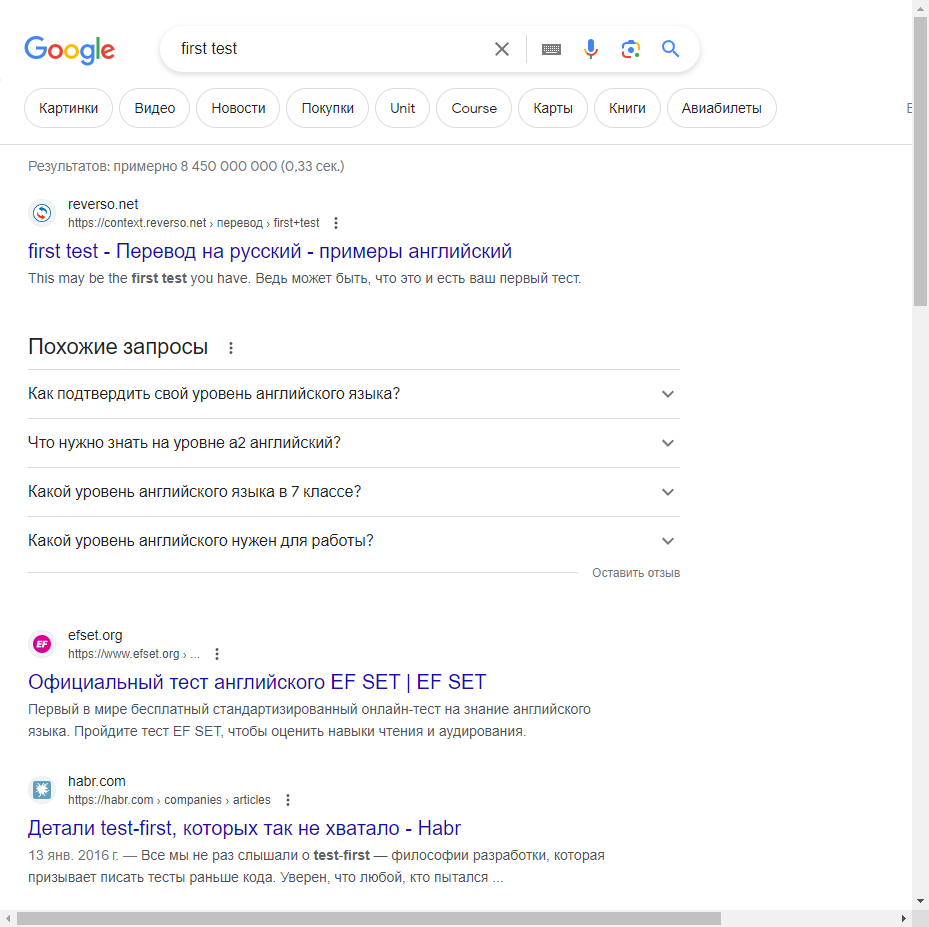 Google
first test
Картинки Видео Новости Покупки Unit Course Карты Книги Авиабилеты
Результатов: примерно 8 450 000 000 (0,33 сек.)
reverso.net
https://context.reverso.net › перевод › first+test
first test - Перевод на русский - примеры английский
This may be the first test you have. Ведь может быть, что это и есть ваш первый тест.
Похожие запросы
Как подтвердить свой уровень английского языка?
Что нужно знать на уровне а2 английский?
Какой уровень английского языка в 7 классе?
Какой уровень английского нужен для работы?
Оставить отзыв
EF
efset.org
https://www.efset.org › ...
Официальный тест английского EF SET | EF SET
Первый в мире бесплатный стандартизированный онлайн-тест на знание английского
языка. Пройдите тест EF SET, чтобы оценить навыки чтения и аудирования.
habr.com
https://habr.com › companies › articles
Детали test-first, которых так не хватало - Habr
13 янв. 2016 г. — Все мы не раз слышали о test-first — философии разработки, которая
призывает писать тесты раньше кода. Уверен, что любой, кто пытался ...